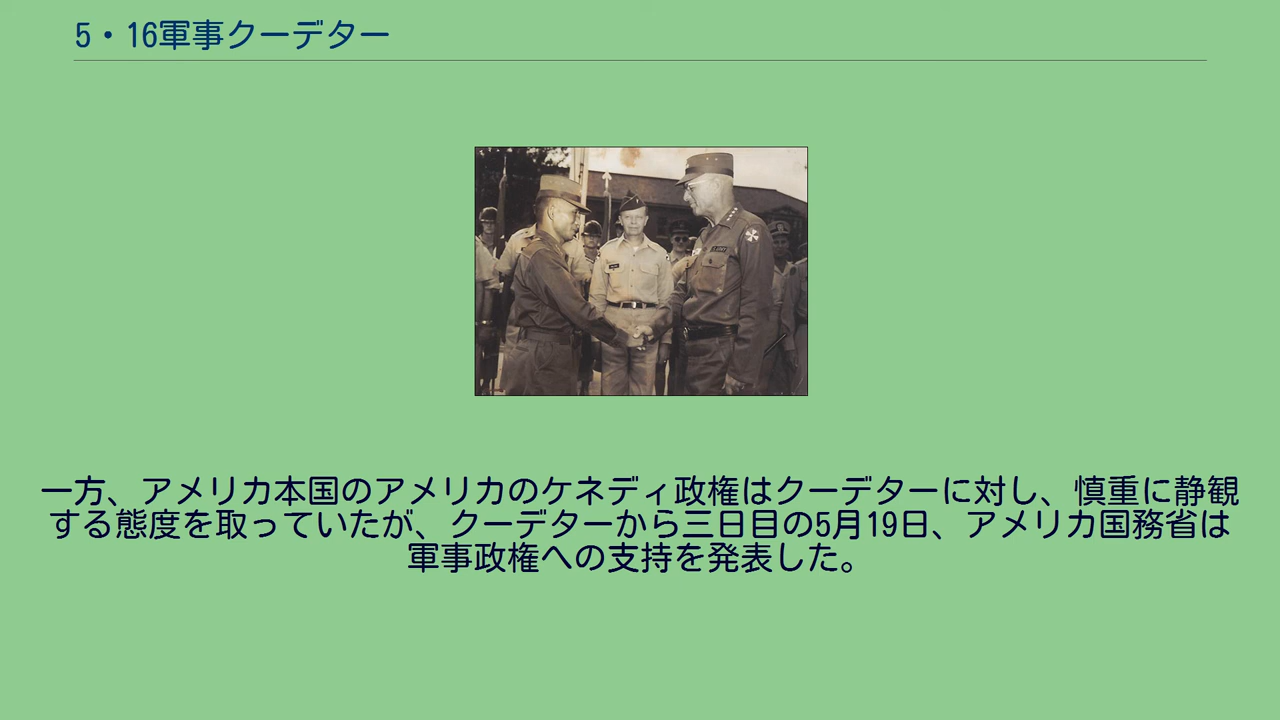 5・16軍事クーデター
一方、アメリカ本国のアメリカのケネディ政権はクーデターに対し、慎重に静観
する態度を取っていたが、クーデターから三日目の5月19日、アメリカ国務省は
軍事政権への支持を発表した。